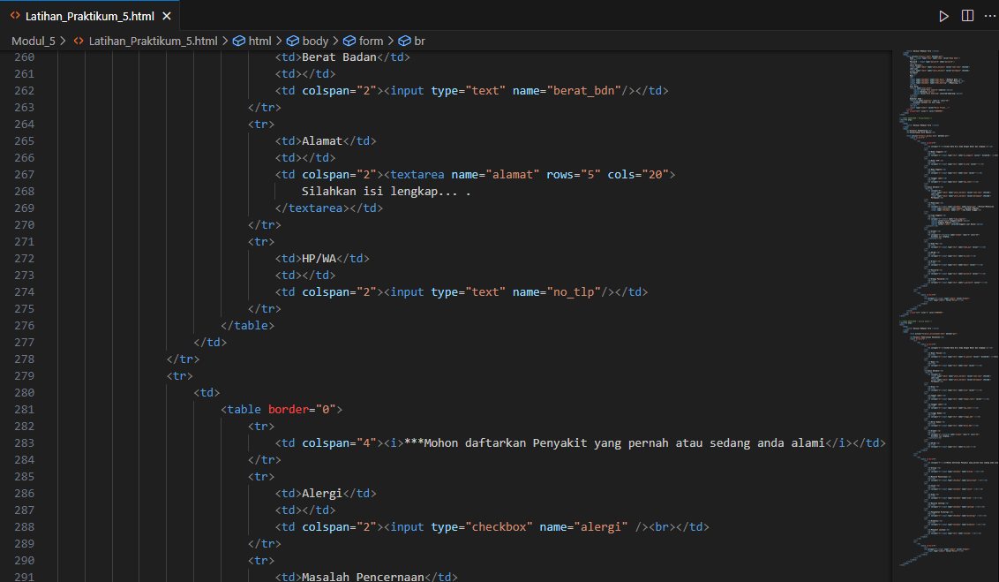 Latihan_Praktikum_5.html
Modul_5 > Latihan_Praktikum_5.html > html > body > form > br
260 <td>Berat Badan</td>
261 <td></td>
262 <td colspan="2"><input type="text" name="berat_bdn"/></td>
263 </tr>
264 <tr>
265 <td>Alamat</td>
266 <td></td>
267 <td colspan="2"><textarea name="alamat" rows="5" cols="20">
268 Silahkan isi lengkap... .
269 </textarea></td>
270 </tr>
271 <tr>
272 <td>HP/WA</td>
273 <td></td>
274 <td colspan="2"><input type="text" name="no_tlp"/></td>
275 </tr>
276 </table>
277 </td>
278 </tr>
279 <tr>
280 <td>
281 <table border="0">
282 <tr>
283 <td colspan="4"><i>***Mohon daftarkan Penyakit yang pernah atau sedang anda alami</i></td>
284 </tr>
285 <tr>
286 <td>Alergi</td>
287 <td></td>
288 <td colspan="2"><input type="checkbox" name="alergi" /><br></td>
289 </tr>
290 <tr>
291 <td>Masalah Pencernaan</td>